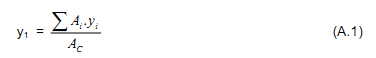 y₁ = ∑ Aᵢ.yᵢ / A_C (A.1)